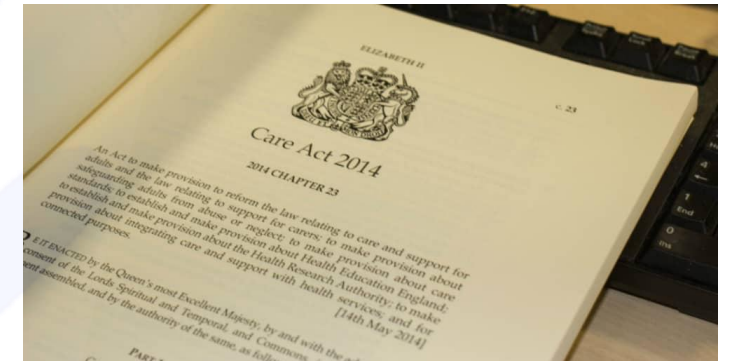 ELIZABETH II
c. 23
Care Act 2014
2014 CHAPTER 23
An Act to make provision to reform the law relating to care and support for
adults and the law relating to support for carers; to make provision about
safeguarding adults from abuse or neglect; to make provision about care
standards; to establish and make provision about Health Education England;
to establish and make provision about the Health Research Authority; to make
provision about integrating care and support with health services; and for
connected purposes.
[14th May 2014]
E IT ENACTED by the Queen's most Excellent Majesty, by and with the
consent of the Lords Spiritual and Temporal, and Commons,
assembled, and by the authority of the same, as
PART
End
0
Ins